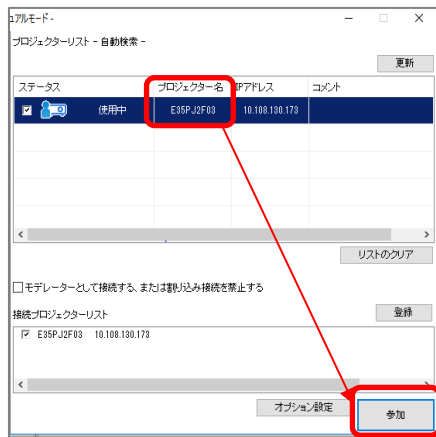 ュアルモード -
プロジェクターリスト - 自動検索 -
更新
ステータス プロジェクター名 IPアドレス コメント
使用中 E35PJ2F03 10.108.130.173
リストのクリア
モデレーターとして接続する、または割り込み接続を禁止する
接続プロジェクターリスト 登録
E35PJ2F03 10.108.130.173
オプション設定 参加